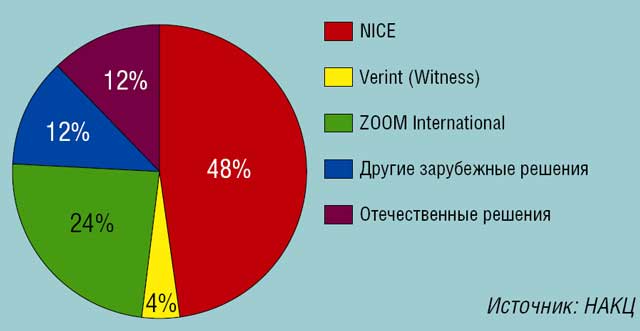 NICE
Verint (Witness)
ZOOM International
Другие зарубежные решения
Отечественные решения
12%
12%
48%
24%
4%
Источник: НАКЦ